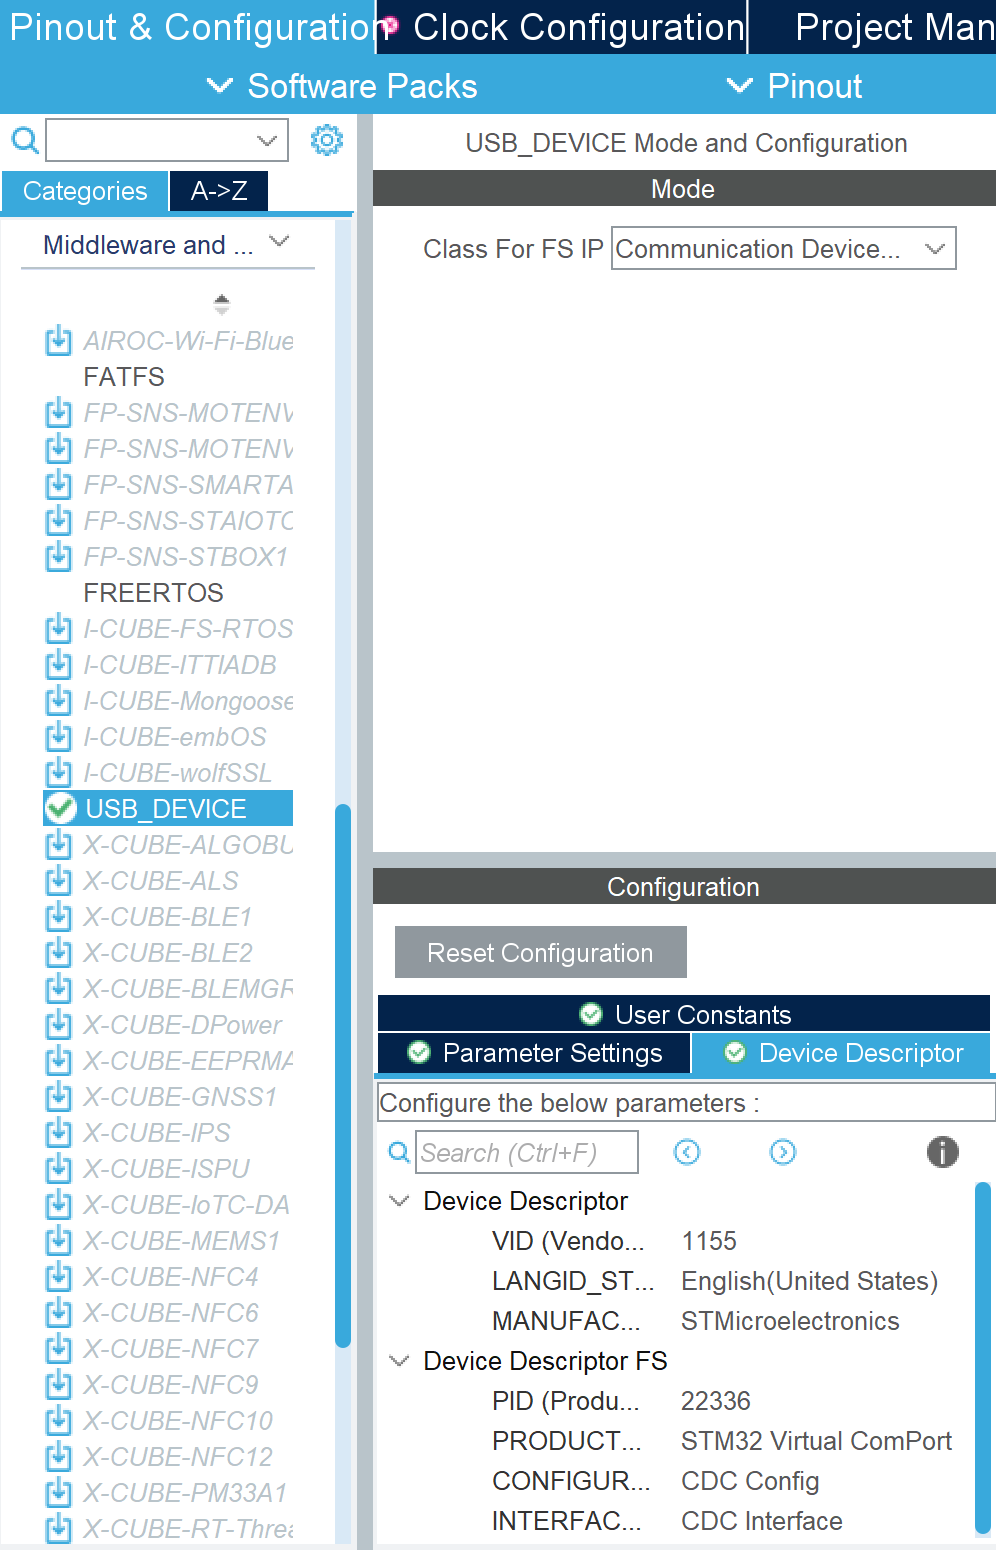 Pinout & Configuration
Clock Configuration
Project Man
Software Packs
Pinout
Categories
A->Z
Middleware and ...
AIROC-Wi-Fi-Blue
FATFS
FP-SNS-MOTENV
FP-SNS-MOTENV
FP-SNS-SMARTA
FP-SNS-STAIOTC
FP-SNS-STBOX1
FREERTOS
I-CUBE-FS-RTOS
I-CUBE-ITTIADB
I-CUBE-Mongoose
I-CUBE-embOS
I-CUBE-wolfSSL
USB_DEVICE
X-CUBE-ALGOBU
X-CUBE-ALS
X-CUBE-BLE1
X-CUBE-BLE2
X-CUBE-BLEMGR
X-CUBE-DPower
X-CUBE-EEPRMA
X-CUBE-GNSS1
X-CUBE-IPS
X-CUBE-ISPU
X-CUBE-IoTC-DA
X-CUBE-MEMS1
X-CUBE-NFC4
X-CUBE-NFC6
X-CUBE-NFC7
X-CUBE-NFC9
X-CUBE-NFC10
X-CUBE-NFC12
X-CUBE-PM33A1
X-CUBE-RT-Threa
USB_DEVICE Mode and Configuration
Mode
Class For FS IP Communication Device...
Configuration
Reset Configuration
User Constants
Parameter Settings
Device Descriptor
Configure the below parameters :
Search (Ctrl+F)
Device Descriptor
VID (Vendo... 1155
LANGID_ST... English(United States)
MANUFAC... STMicroelectronics
Device Descriptor FS
PID (Produ... 22336
PRODUCT... STM32 Virtual ComPort
CONFIGUR... CDC Config
INTERFAC... CDC Interface